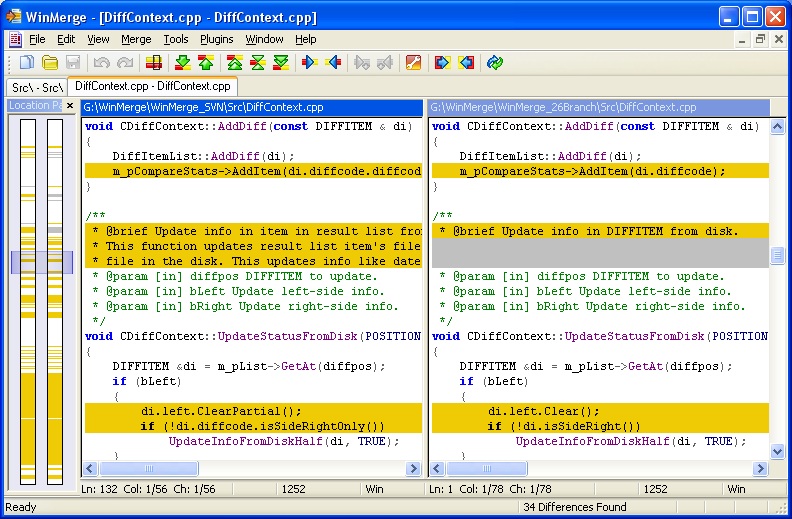 WinMerge - [DiffContext.cpp - DiffContext.cpp]
File Edit View Merge Tools Plugins Window Help
Src\ - Src\ DiffContext.cpp - DiffContext.cpp
Location Pa
G:\WinMerge\WinMerge_SVN\Src\DiffContext.cpp
void CDiffContext::AddDiff(const DIFFITEM & di)
{
DiffItemList::AddDiff(di);
m_pCompareStats->AddItem(di.diffcode.diffcod
}
/**
* @brief Update info in item in result list fro
* This function updates result list item's file
* file in the disk. This updates info like date
* @param [in] diffpos DIFFITEM to update.
* @param [in] bLeft Update left-side info.
* @param [in] bRight Update right-side info.
*/
void CDiffContext::UpdateStatusFromDisk(POSITION
{
DIFFITEM &di = m_pList->GetAt(diffpos);
if (bLeft)
{
di.left.ClearPartial();
if (!di.diffcode.isSideRightOnly())
UpdateInfoFromDiskHalf(di, TRUE);
}
G:\WinMerge\WinMerge_26Branch\Src\DiffContext.cpp
void CDiffContext::AddDiff(const DIFFITEM & di)
{
DiffItemList::AddDiff(di);
m_pCompareStats->AddItem(di.diffcode);
}
/**
* @brief Update info in DIFFITEM from disk.
* @param [in] diffpos DIFFITEM to update.
* @param [in] bLeft Update left-side info.
* @param [in] bRight Update right-side info.
*/
void CDiffContext::UpdateStatusFromDisk(POSITION
{
DIFFITEM &di = m_pList->GetAt(diffpos);
if (bLeft)
{
di.left.Clear();
if (!di.isSideRight())
UpdateInfoFromDiskHalf(di, TRUE);
}
Ln: 132 Col: 1/56 Ch: 1/56 1252 Win
Ln: 1 Col: 1/78 Ch: 1/78 1252 Win
Ready 34 Differences Found